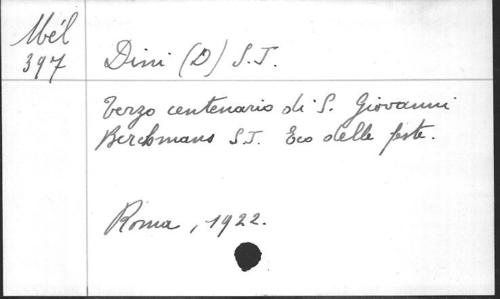 Mél
397
Dini (D) S.J.
Terzo centenario di S. Giovanni
Berchmans S.J. Eco delle feste.
Roma, 1922.